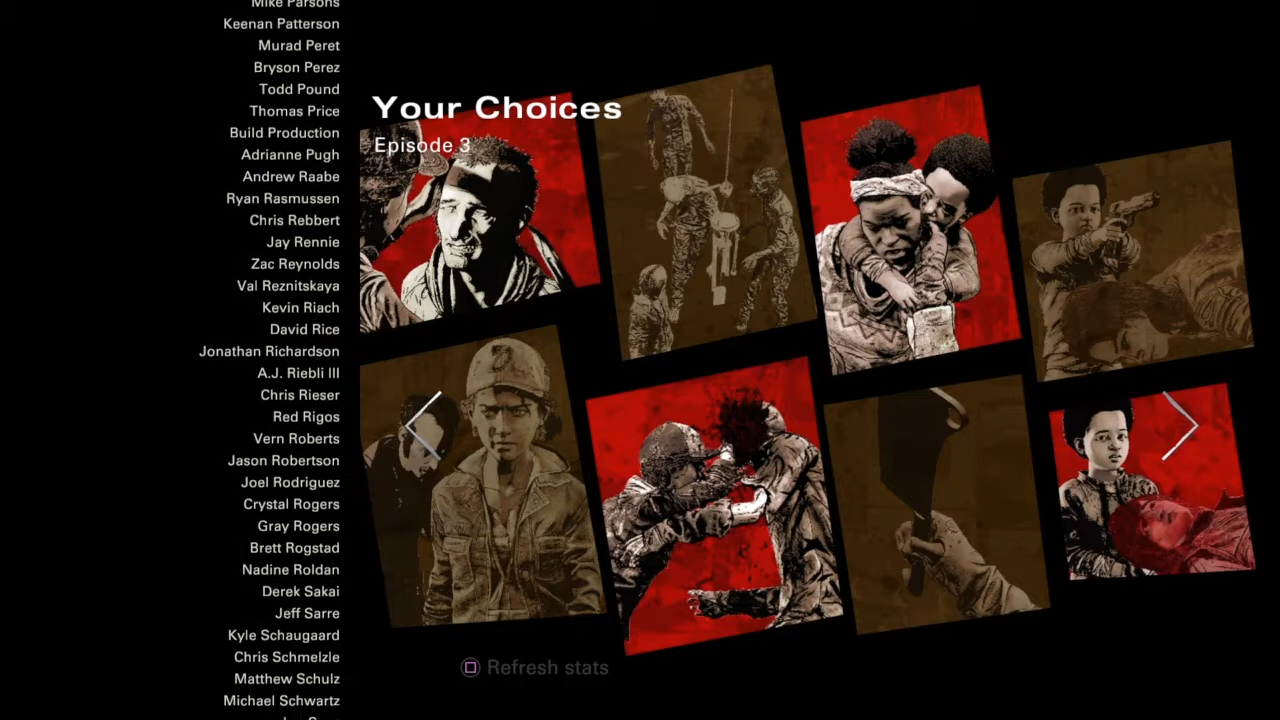 Mike Parsons
Keenan Patterson
Murad Peret
Bryson Perez
Todd Pound
Thomas Price
Build Production
Adrianne Pugh
Andrew Raabe
Ryan Rasmussen
Chris Rebbert
Jay Rennie
Zac Reynolds
Val Reznitskaya
Kevin Riach
David Rice
Jonathan Richardson
A.J. Riebli III
Chris Rieser
Red Rigos
Vern Roberts
Jason Robertson
Joel Rodriguez
Crystal Rogers
Gray Rogers
Brett Rogstad
Nadine Roldan
Derek Sakai
Jeff Sarre
Kyle Schaugaard
Chris Schmelzle
Matthew Schulz
Michael Schwartz
Your Choices
Episode 3
Refresh stats